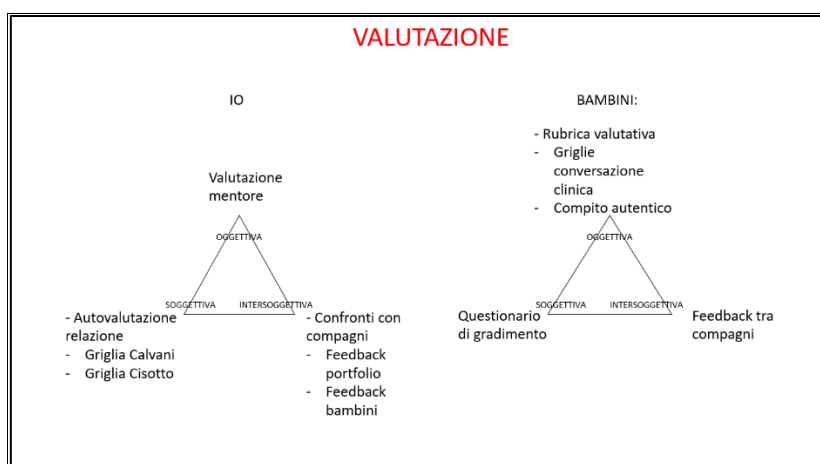 VALUTAZIONE
IO
Valutazione
mentore
OGGETTIVA
SOGGETTIVA
INTERSOGGETTIVA
- Autovalutazione
relazione
- Griglia Calvani
- Griglia Cisotto
- Confronti con
compagni
- Feedback
portfolio
- Feedback
bambini
BAMBINI:
- Rubrica valutativa
- Griglie
conversazione
clinica
- Compito autentico
OGGETTIVA
SOGGETTIVA
INTERSOGGETTIVA
Questionario
di gradimento
Feedback tra
compagni